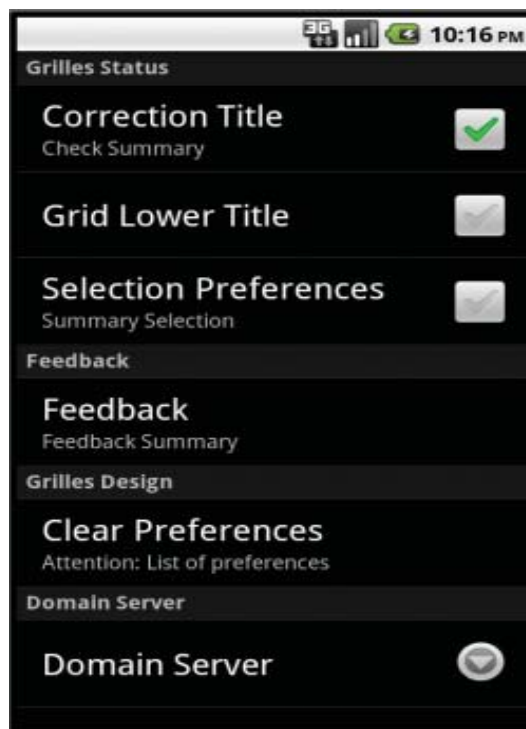 3G 10:16 PM
Grilles Status
Correction Title
Check Summary
Grid Lower Title
Selection Preferences
Summary Selection
Feedback
Feedback
Feedback Summary
Grilles Design
Clear Preferences
Attention: List of preferences
Domain Server
Domain Server